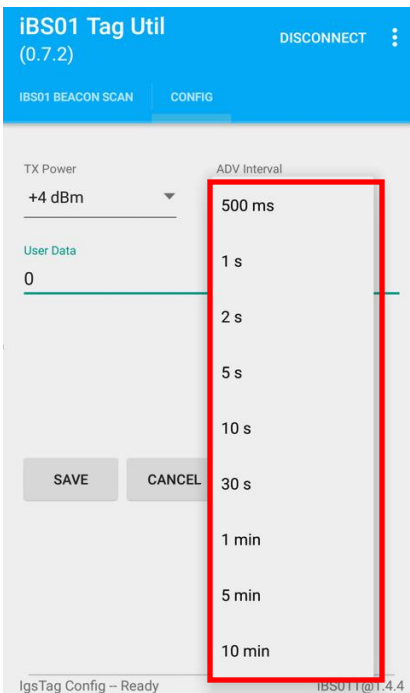 iBS01 Tag Util
(0.7.2)
DISCONNECT
IBS01 BEACON SCAN
CONFIG
TX Power
ADV Interval
+4 dBm
500 ms
User Data
0
1 s
2 s
5 s
10 s
SAVE
CANCEL
30 s
1 min
5 min
10 min
IgsTag Config -- Ready
iBS01T@1.4.4